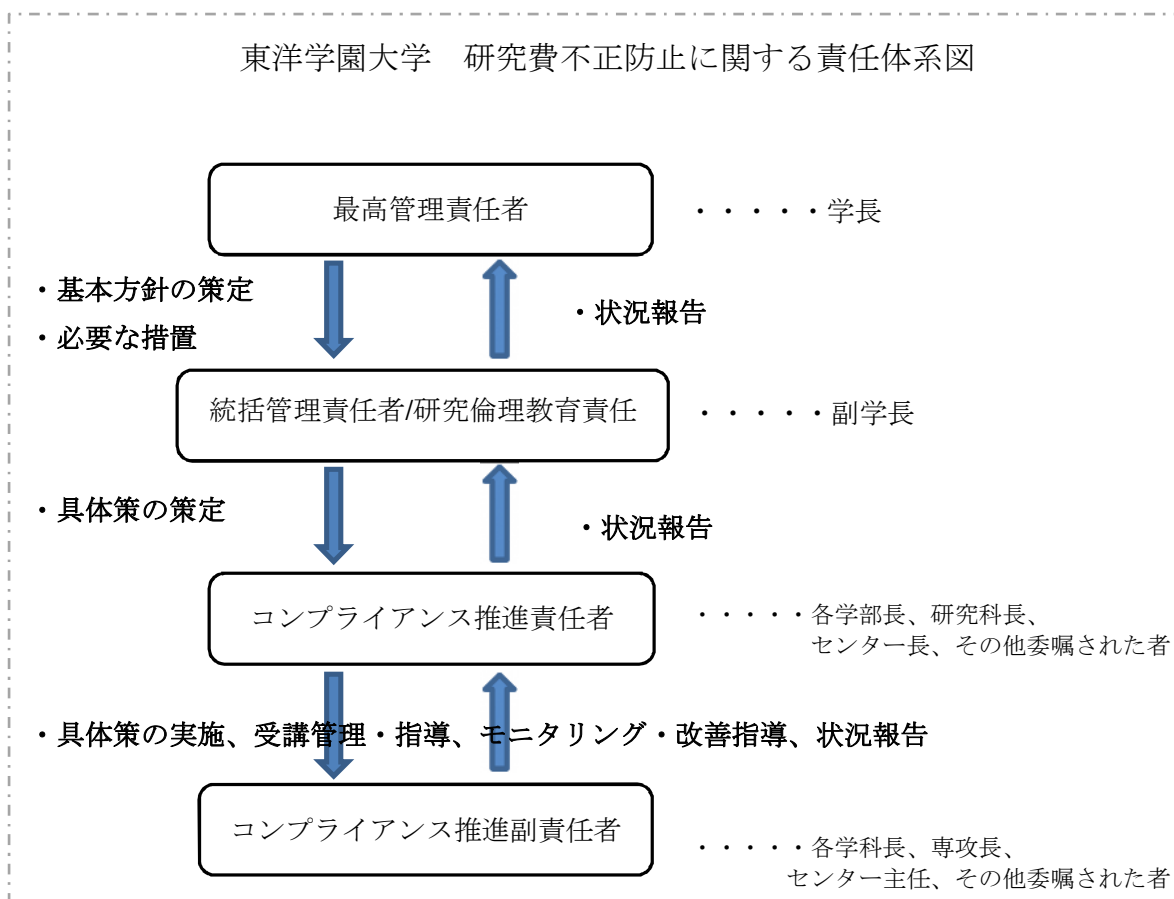 東洋学園大学　研究費不正防止に関する責任体系図
最高管理責任者
・・・・・学長
・基本方針の策定
・必要な措置
・状況報告
統括管理責任者/研究倫理教育責任
・・・・・副学長
・具体策の策定
・状況報告
コンプライアンス推進責任者
・・・・・各学部長、研究科長、
センター長、その他委嘱された者
・具体策の実施、受講管理・指導、モニタリング・改善指導、状況報告
コンプライアンス推進副責任者
・・・・・各学科長、専攻長、
センター主任、その他委嘱された者